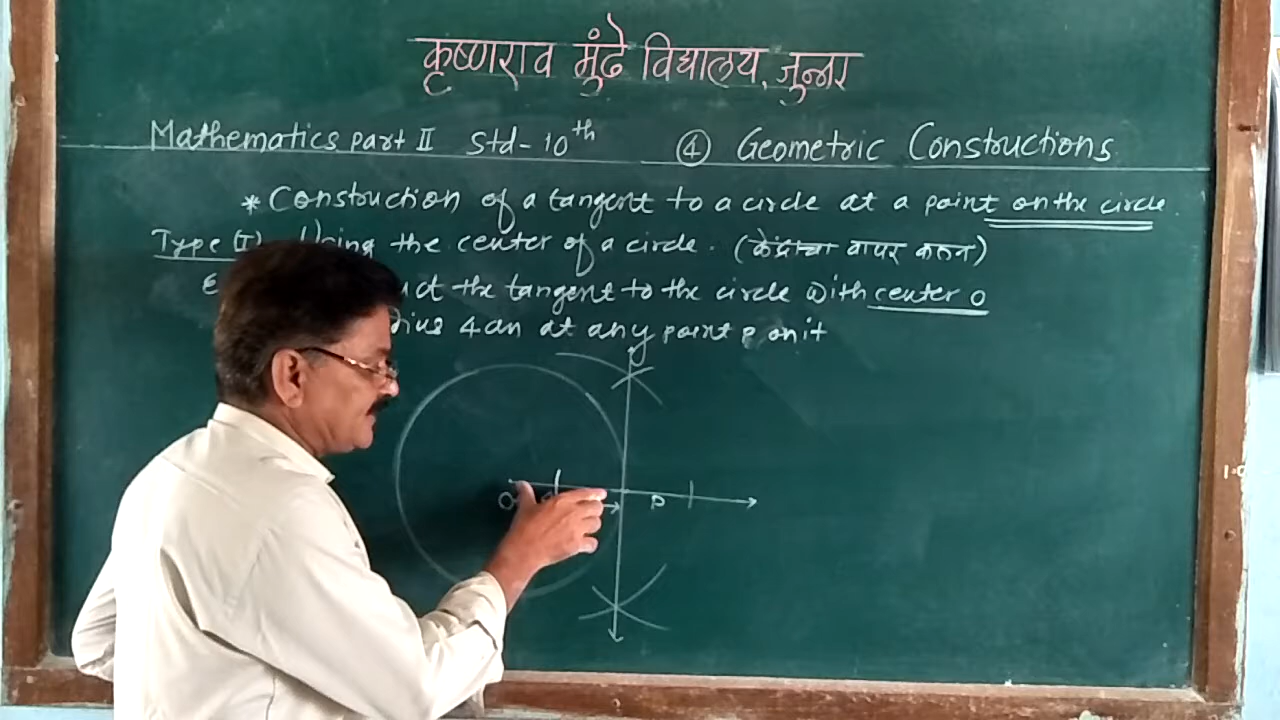 कृष्णराव मुंढे विद्यालय, जुन्नर
Mathematics part II Std-10th ④ Geometric Constructions
* Construction of a tangent to a circle at a point on the circle.
Type (I) Using the center of a circle. (केंद्राचा वापर करून)
the tangent to the circle with center O
4 cm at any point P on it
O P